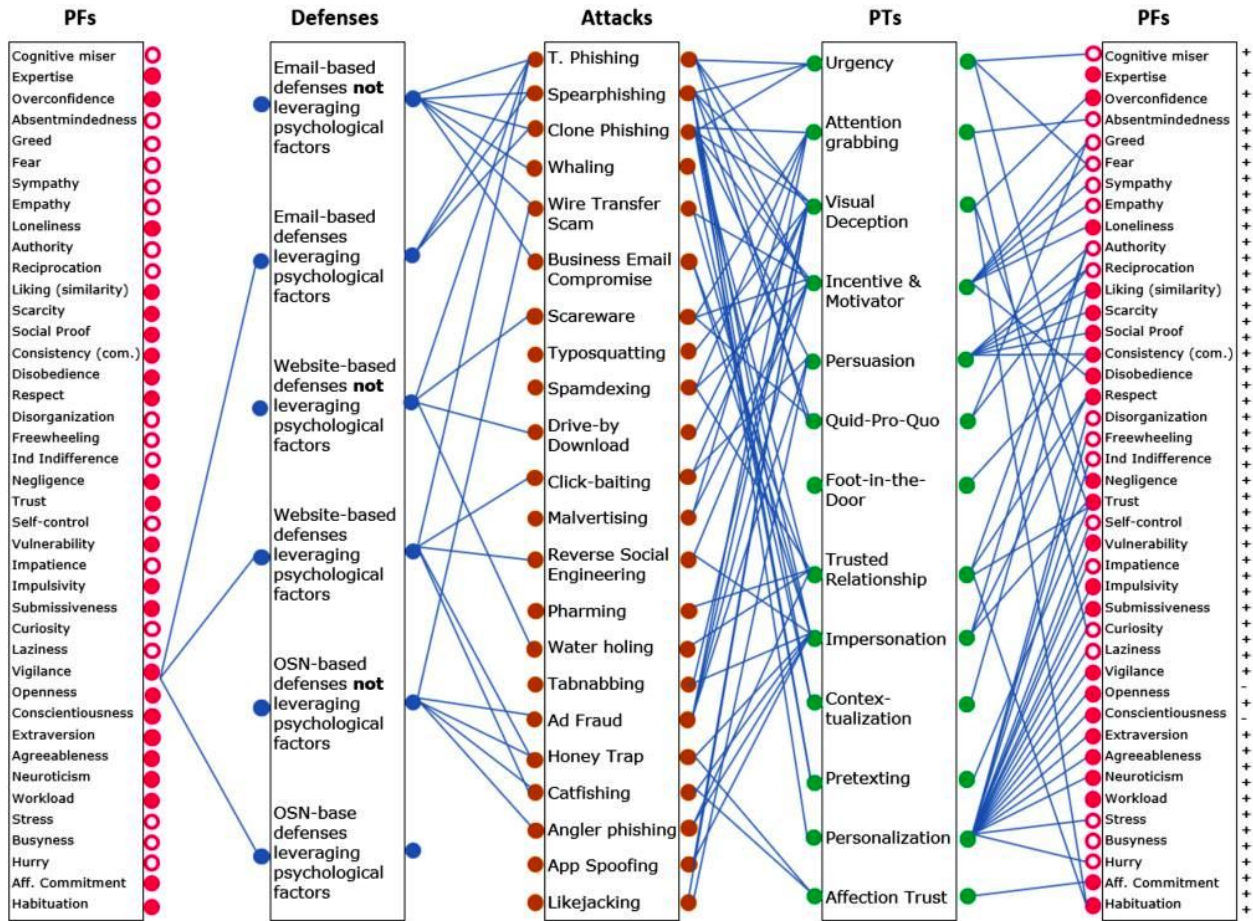 PFs
Defenses
Attacks
PTs
PFs
Cognitive miser
Expertise
Overconfidence
Absentmindedness
Greed
Fear
Sympathy
Empathy
Loneliness
Authority
Reciprocation
Liking (similarity)
Scarcity
Social Proof
Consistency (com.)
Disobedience
Respect
Disorganization
Freewheeling
Ind Indifference
Negligence
Trust
Self-control
Vulnerability
Impatience
Impulsivity
Submissiveness
Curiosity
Laziness
Vigilance
Openness
Conscientiousness
Extraversion
Agreeableness
Neuroticism
Workload
Stress
Busyness
Hurry
Aff. Commitment
Habituation
Email-based
defenses not
leveraging
psychological
factors
Email-based
defenses
leveraging
psychological
factors
Website-based
defenses not
leveraging
psychological
factors
Website-based
defenses
leveraging
psychological
factors
OSN-based
defenses not
leveraging
psychological
factors
OSN-base
defenses
leveraging
psychological
factors
T. Phishing
Spearphishing
Clone Phishing
Whaling
Wire Transfer
Scam
Business Email
Compromise
Scareware
Typosquatting
Spamdexing
Drive-by
Download
Click-baiting
Malvertising
Reverse Social
Engineering
Pharming
Water holing
Tabnabbing
Ad Fraud
Honey Trap
Catfishing
Angler phishing
App Spoofing
Likejacking
Urgency
Attention
grabbing
Visual
Deception
Incentive &
Motivator
Persuasion
Quid-Pro-Quo
Foot-in-the-
Door
Trusted
Relationship
Impersonation
Contex-
tualization
Pretexting
Personalization
Affection Trust
Cognitive miser +
Expertise +
Overconfidence +
Absentmindedness +
Greed +
Fear +
Sympathy +
Empathy +
Loneliness +
Authority +
Reciprocation +
Liking (similarity) +
Scarcity +
Social Proof +
Consistency (com.) +
Disobedience +
Respect +
Disorganization +
Freewheeling +
Ind Indifference +
Negligence +
Trust +
Self-control +
Vulnerability +
Impatience +
Impulsivity +
Submissiveness +
Curiosity +
Laziness +
Vigilance +
Openness -
Conscientiousness -
Extraversion +
Agreeableness +
Neuroticism +
Workload +
Stress +
Busyness +
Hurry +
Aff. Commitment +
Habituation +